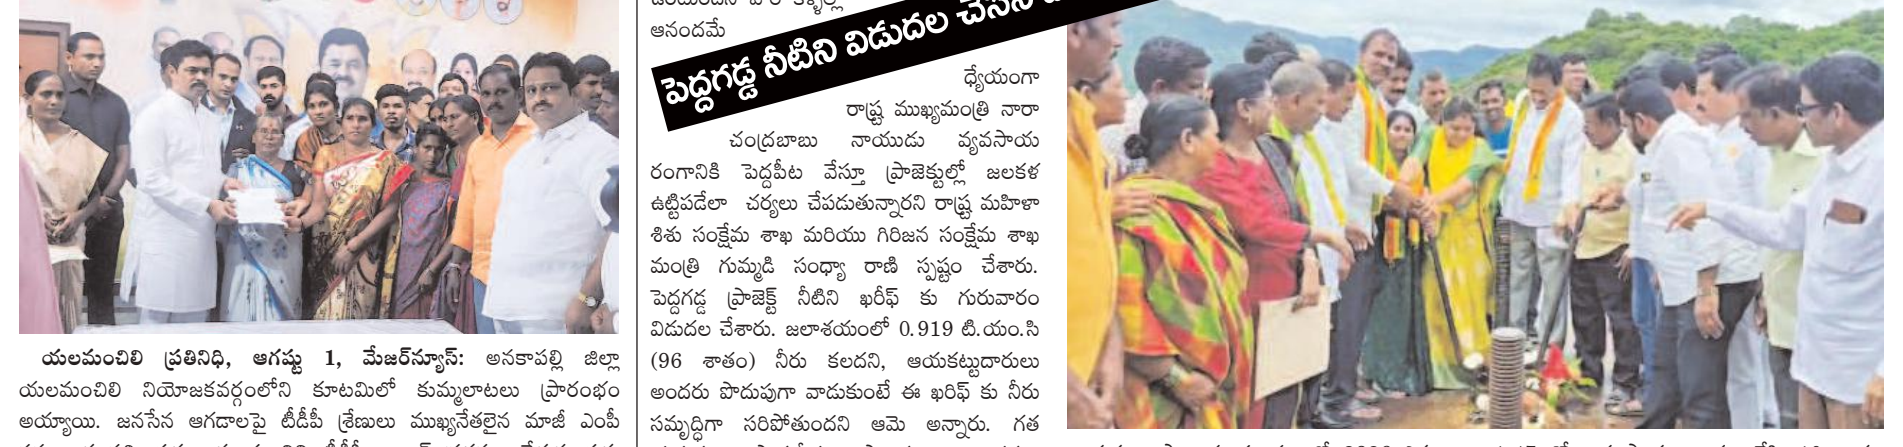 యలమంచిలి ప్రతినిధి, ఆగష్టు 1, మేజర్‌న్యూస్: అనకాపల్లి జిల్లా
యలమంచిలి నియోజకవర్గంలోని కూటమిలో కుమ్ములాటలు ప్రారంభం
అయ్యాయి. జనసేన ఆగడాలపై టీడీపీ శ్రేణులు ముఖ్యనేతలైన మాజీ ఎంపీ
ఆనందమే
పెద్దగడ్డ నీటిని విడుదల చేసిన
ధ్యేయంగా
రాష్ట్ర ముఖ్యమంత్రి నారా
చంద్రబాబు నాయుడు వ్యవసాయ
రంగానికి పెద్దపీట వేస్తూ ప్రాజెక్టుల్లో జలకళ
ఉట్టిపడేలా చర్యలు చేపడుతున్నారని రాష్ట్ర మహిళా
శిశు సంక్షేమ శాఖ మరియు గిరిజన సంక్షేమ శాఖ
మంత్రి గుమ్మడి సంధ్యా రాణి స్పష్టం చేశారు.
పెద్దగడ్డ ప్రాజెక్ట్ నీటిని ఖరీఫ్ కు గురువారం
విడుదల చేశారు. జలాశయంలో 0.919 టి.యం.సి
(96 శాతం) నీరు కలదని, ఆయకట్టుదారులు
అందరు పొదుపుగా వాడుకుంటే ఈ ఖరిఫ్ కు నీరు
సమృద్ధిగా సరిపోతుందని ఆమె అన్నారు. గత